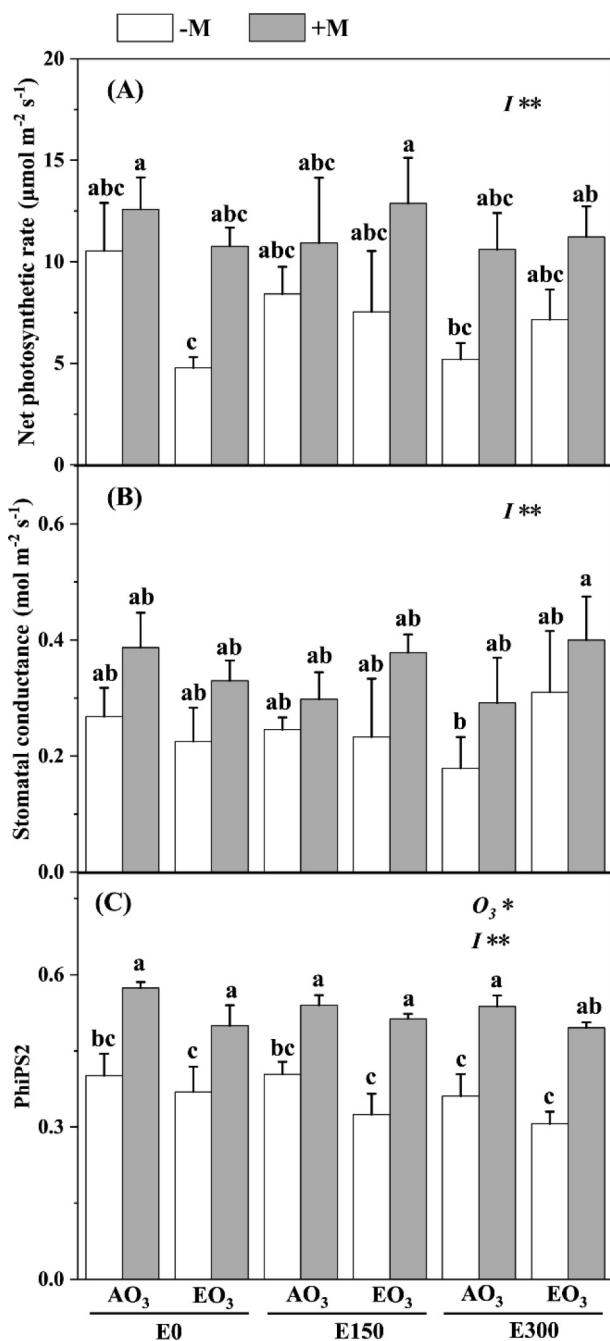 -M +M
(A)
I **
Net photosynthetic rate (μmol m⁻² s⁻¹)
20
15
10
5
0
abc a c abc abc abc abc a bc abc abc ab
(B)
I **
Stomatal conductance (mol m⁻² s⁻¹)
0.6
0.4
0.2
0.0
ab ab ab ab ab ab ab ab b ab ab a
(C)
O₃ *
I **
PhiPS2
0.6
0.3
0.0
bc a c a bc a c a c a c ab
AO₃ EO₃ AO₃ EO₃ AO₃ EO₃
E0 E150 E300